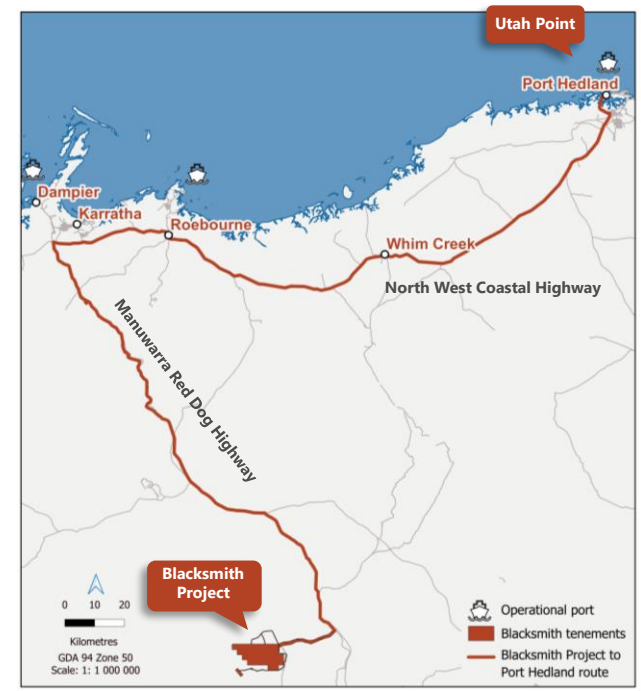 Utah Point
Port Hedland
Dampier
Karratha
Roebourne
Whim Creek
North West Coastal Highway
Manuwarra Red Dog Highway
Blacksmith
Project
0 10 20
Kilometres
GDA 94 Zone 50
Scale: 1: 1 000 000
Operational port
Blacksmith tenements
Blacksmith Project to
Port Hedland route